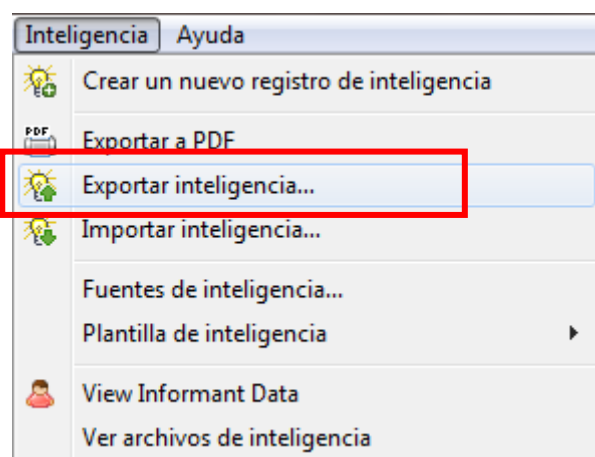 Inteligencia Ayuda
Crear un nuevo registro de inteligencia
PDF Exportar a PDF
Exportar inteligencia...
Importar inteligencia...
Fuentes de inteligencia...
Plantilla de inteligencia
View Informant Data
Ver archivos de inteligencia